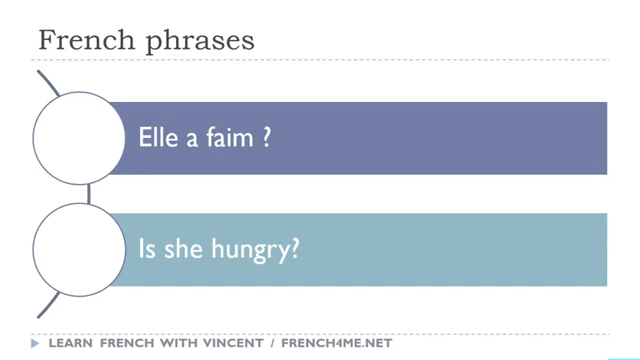 French phrases
Elle a faim ?
Is she hungry?
LEARN FRENCH WITH VINCENT / FRENCH4ME.NET